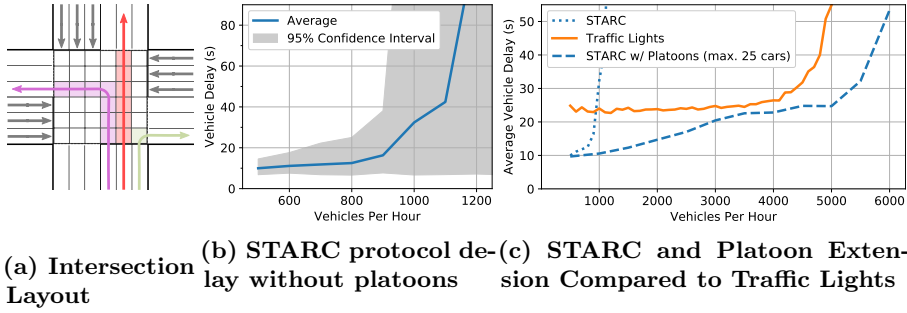 80
60
40
20
0
Vehicle Delay (s)
Average
95% Confidence Interval
600
800
1000
1200
Vehicles Per Hour
50
40
30
20
10
0
Average Vehicle Delay (s)
STARC
Traffic Lights
STARC w/ Platoons (max. 25 cars)
1000
2000
3000
4000
5000
6000
Vehicles Per Hour
(a) Intersection
Layout
(b) STARC protocol de-
lay without platoons
(c) STARC and Platoon Exten-
sion Compared to Traffic Lights